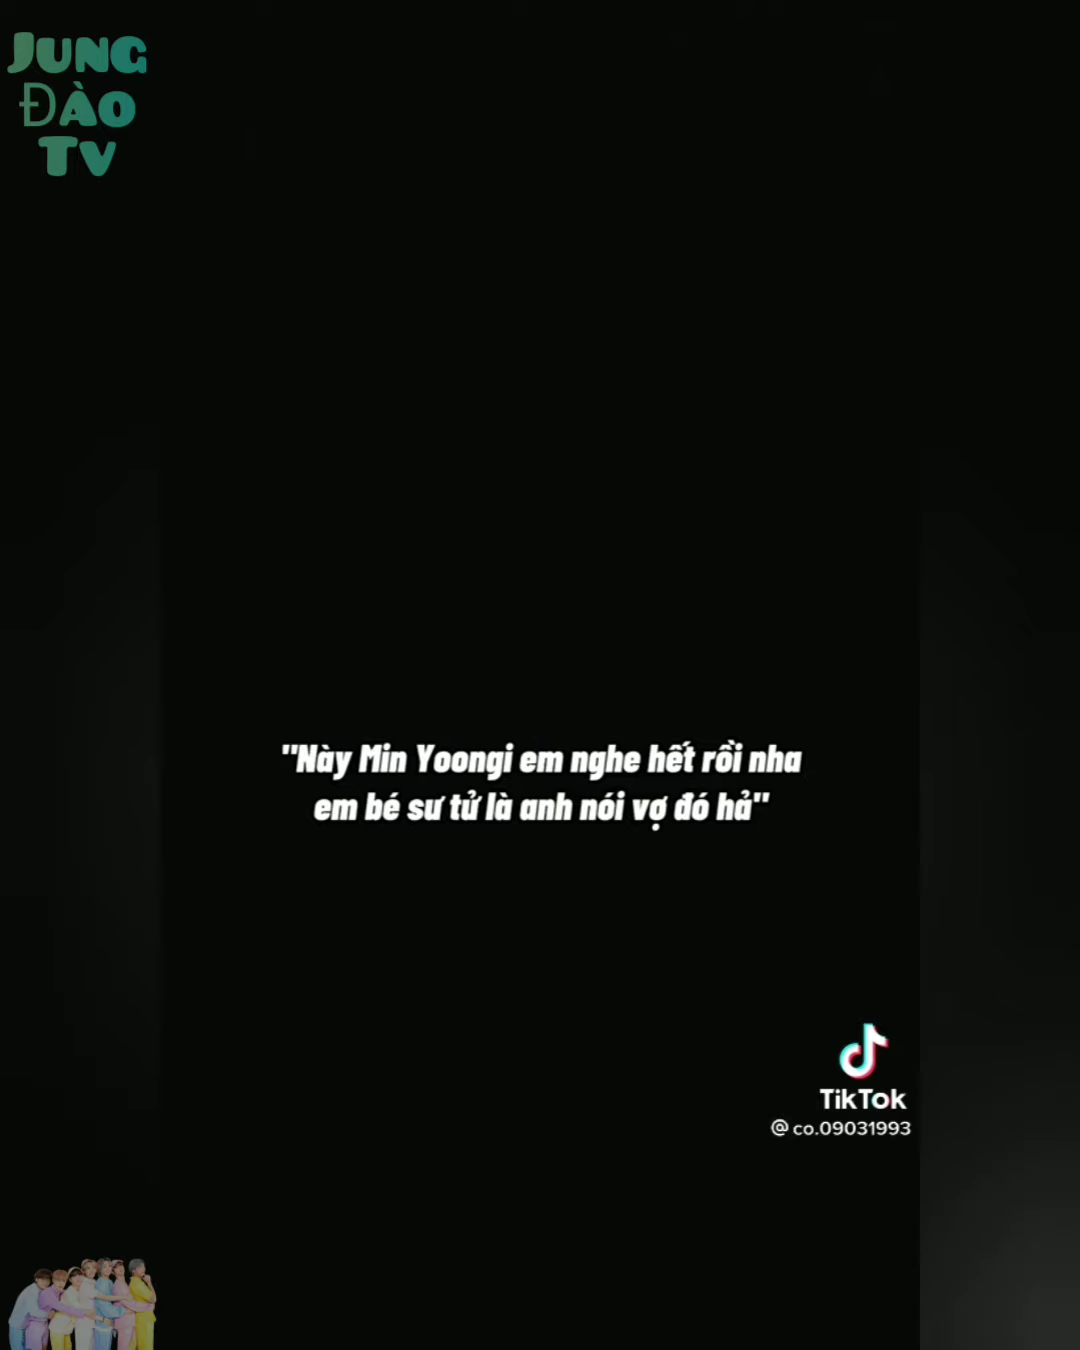 JUNG
ĐÀO
TV
"Này Min Yoongi em nghe hết rồi nha
em bé sư tử là anh nói vợ đó hả"
TikTok
@co.09031993